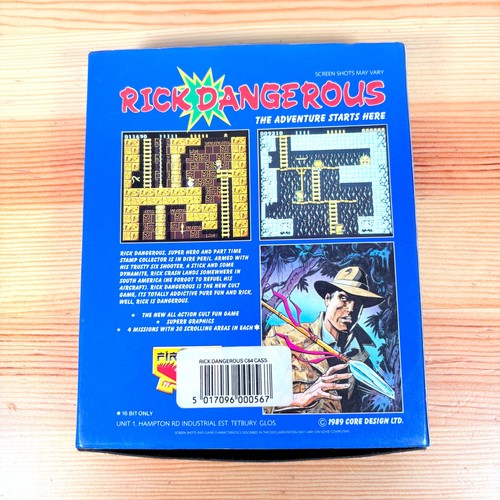 SCREEN SHOTS MAY VARY
RICK DANGEROUS
THE ADVENTURE STARTS HERE
RICK DANGEROUS, SUPER HERO AND PART TIME
STAMP COLLECTOR IS IN DIRE PERIL. ARMED WITH
HIS TRUSTY SIX SHOOTER, A STICK AND SOME
DYNAMITE, RICK CRASH LANDS SOMEWHERE IN
SOUTH AMERICA (HE FORGOT TO REFUEL HIS
AIRCRAFT). RICK DANGEROUS IS THE NEW CULT
GAME, ITS TOTALLY ADDICTIVE PURE FUN AND RICK,
WELL, RICK IS DANGEROUS.
• THE NEW ALL ACTION CULT FUN GAME
• SUPERB GRAPHICS
• 4 MISSIONS WITH 30 SCROLLING AREAS IN EACH *
RICK DANGEROUS C64 CASS
5 017096 000567
* 16 BIT ONLY
© 1989 CORE DESIGN LTD.
UNIT 1, HAMPTON RD INDUSTRIAL EST. TETBURY. GLOS.